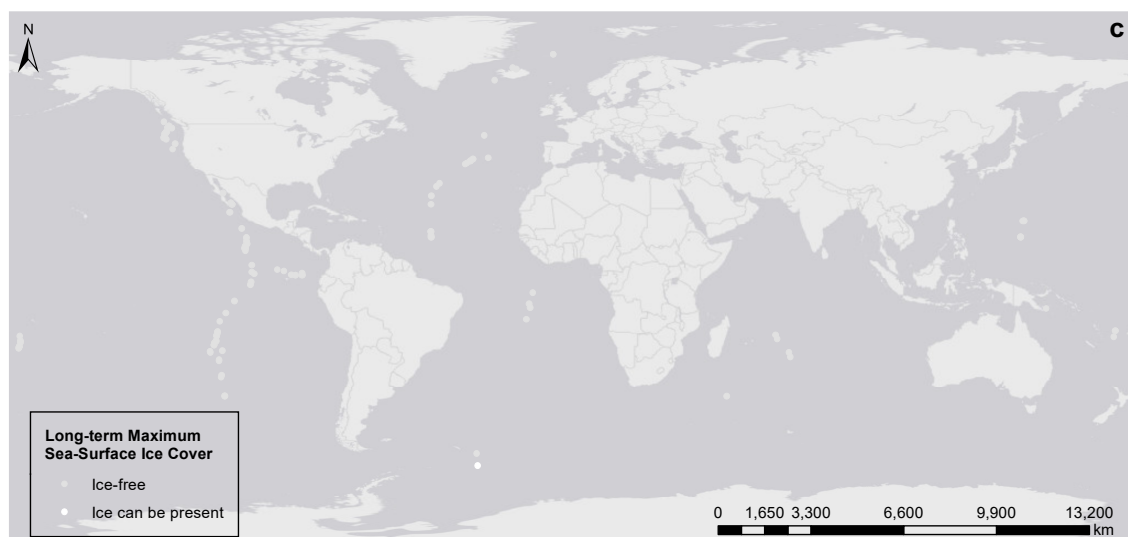 N
C
Long-term Maximum
Sea-Surface Ice Cover
Ice-free
Ice can be present
0 1,650 3,300 6,600 9,900 13,200
km